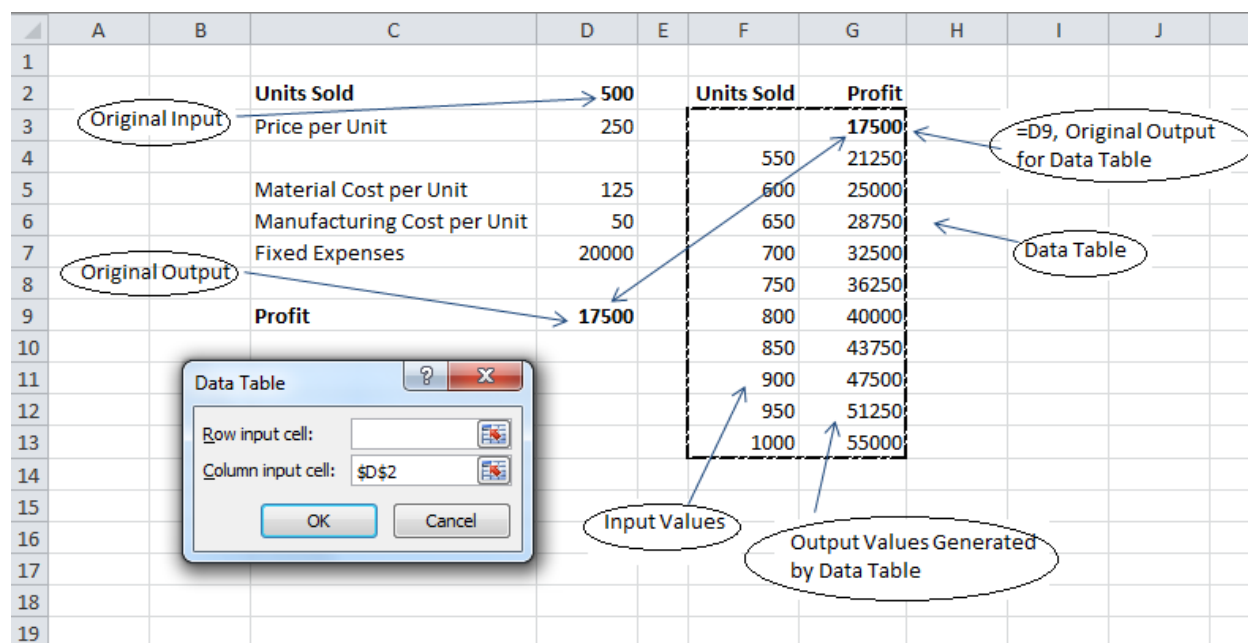 A B C D E F G H I J
1
2 Units Sold 500 Units Sold Profit
Original Input
3 Price per Unit 250 17500
=D9, Original Output
for Data Table
4 550 21250
5 Material Cost per Unit 125 600 25000
6 Manufacturing Cost per Unit 50 650 28750
7 Fixed Expenses 20000 700 32500
Data Table
Original Output
8 750 36250
9 Profit 17500 800 40000
10 850 43750
11 900 47500
12 950 51250
13 1000 55000
14
15
16
17
18
19
Data Table
Row input cell:
Column input cell: $D$2
OK Cancel
Input Values
Output Values Generated
by Data Table